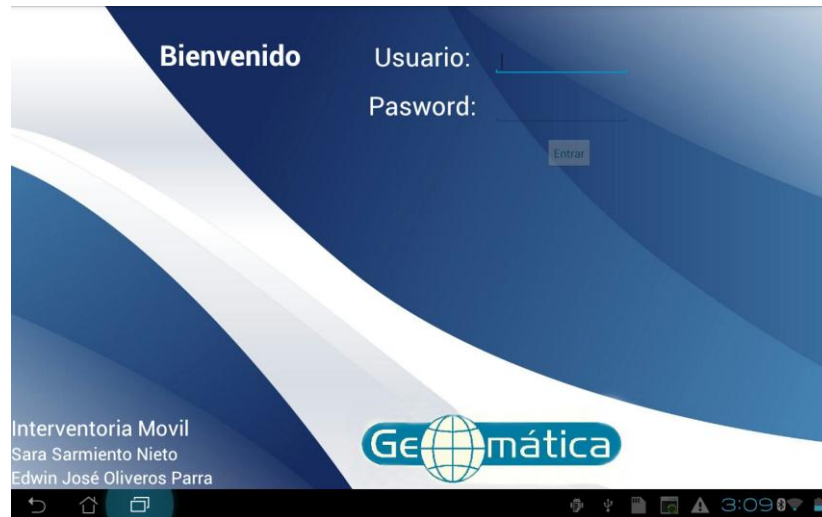 Bienvenido
Usuario:
Pasword:
Entrar
Interventoria Movil
Sara Sarmiento Nieto
Edwin José Oliveros Parra
Geomática
3:09